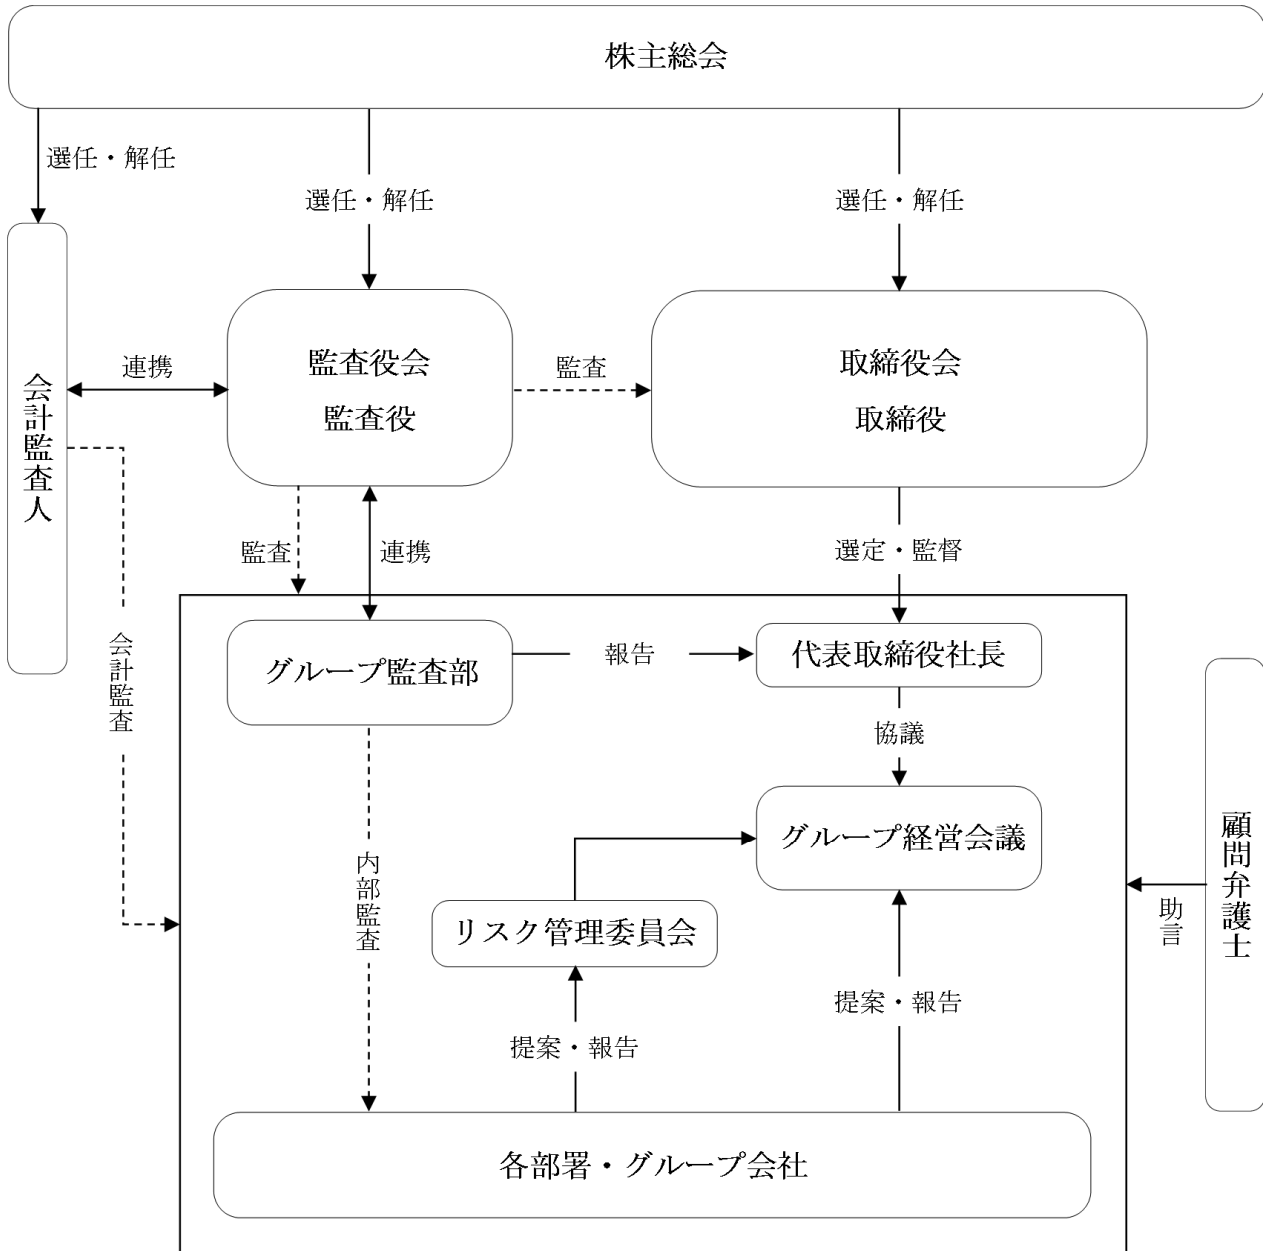 株主総会
選任・解任
選任・解任
選任・解任
会計監査人
連携
監査役会
監査役
監査
取締役会
取締役
監査
連携
選定・監督
会計監査
グループ監査部
報告
代表取締役社長
協議
グループ経営会議
内部監査
リスク管理委員会
顧問弁護士
助言
提案・報告
提案・報告
各部署・グループ会社